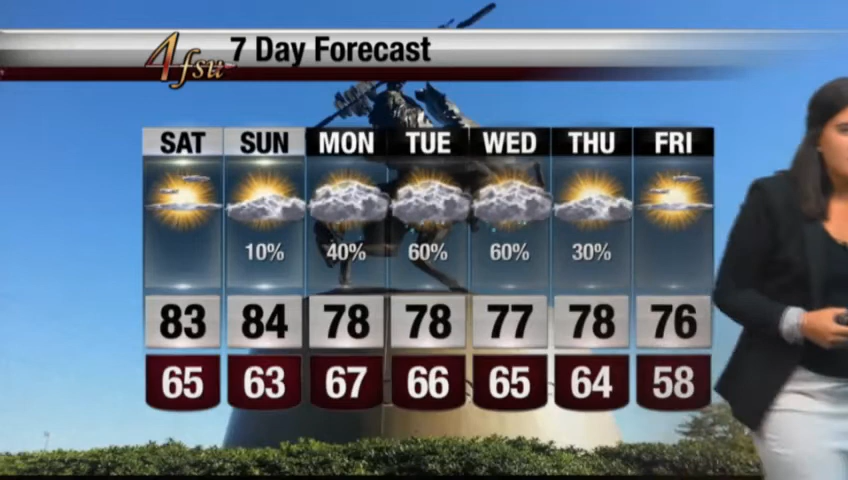 4fsu 7 Day Forecast
SAT SUN MON TUE WED THU FRI
10% 40% 60% 60% 30%
83 84 78 78 77 78 76
65 63 67 66 65 64 58